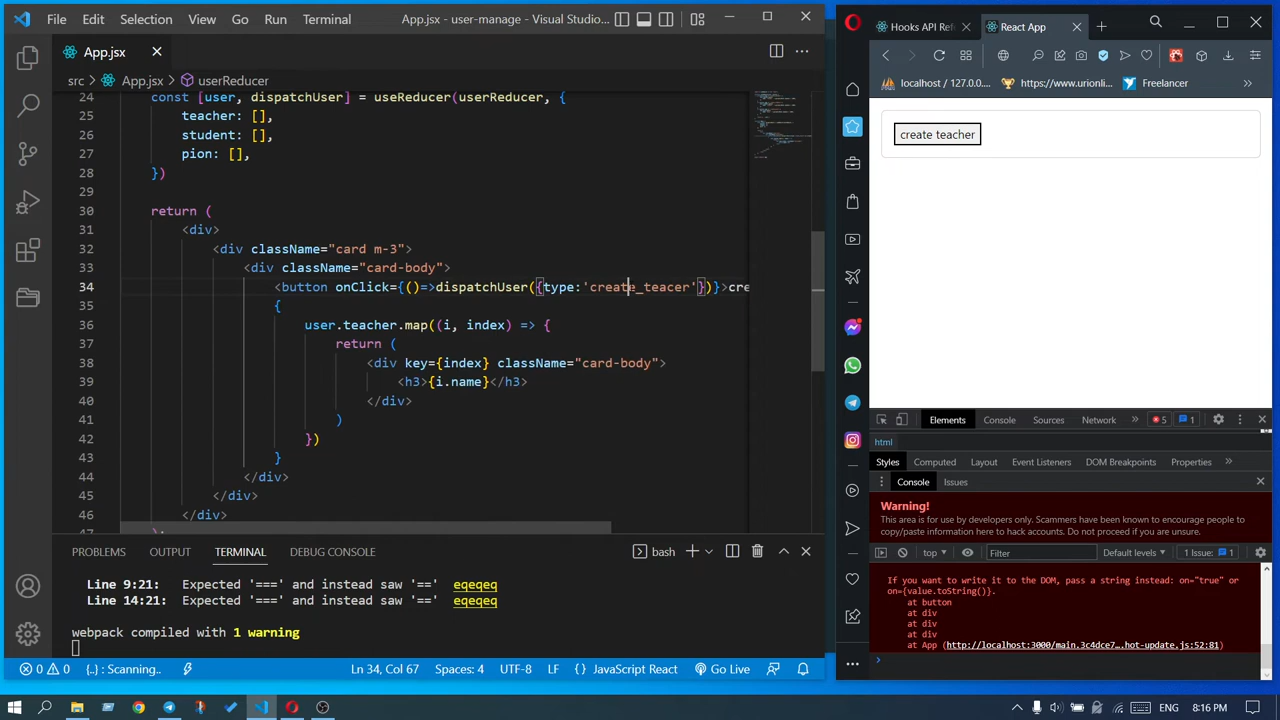 File Edit Selection View Go Run Terminal App.jsx - user-manage - Visual Studio...
App.jsx
src App.jsx userReducer
24 const [user, dispatchUser] = useReducer(userReducer, {
25 teacher: [],
26 student: [],
27 pion: [],
28 })
29
30 return (
31 <div>
32 <div className="card m-3">
33 <div className="card-body">
34 <button onClick={()=>dispatchUser({type:'create_teacer'})}>cre
35 {
36 user.teacher.map((i, index) => {
37 return (
38 <div key={index} className="card-body">
39 <h3>{i.name}</h3>
40 </div>
41 )
42 })
43 }
44 </div>
45 </div>
46 </div>
47 );
PROBLEMS OUTPUT TERMINAL DEBUG CONSOLE bash
Line 9:21: Expected '===' and instead saw '==' eqeqeq
Line 14:21: Expected '===' and instead saw '==' eqeqeq
webpack compiled with 1 warning
0 0 {..}: Scanning.. Ln 34, Col 67 Spaces: 4 UTF-8 LF {} JavaScript React Go Live
Hooks API Ref React App
localhost / 127.0.0.... https://www.urionli... Freelancer
create teacher
Elements Console Sources Network 5 1
html
Styles Computed Layout Event Listeners DOM Breakpoints Properties
Console Issues
Warning!
This area is for use by developers only. Scammers have been known to encourage people to
copy/paste information here to hack accounts. Do not proceed if you are unsure.
top Filter Default levels 1 Issue: 1
If you want to write it to the DOM, pass a string instead: on="true" or
on={value.toString()}.
at button
at div
at div
at div
at App (http://localhost:3000/main.3c4dce7...hot-update.js:52:81)
ENG 8:16 PM